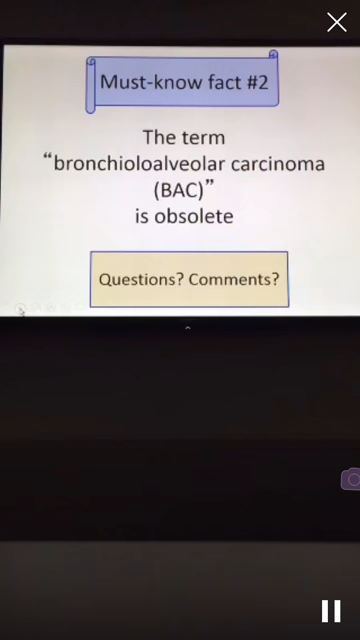 Must-know fact #2
The term
“bronchioloalveolar carcinoma
(BAC)”
is obsolete
Questions? Comments?